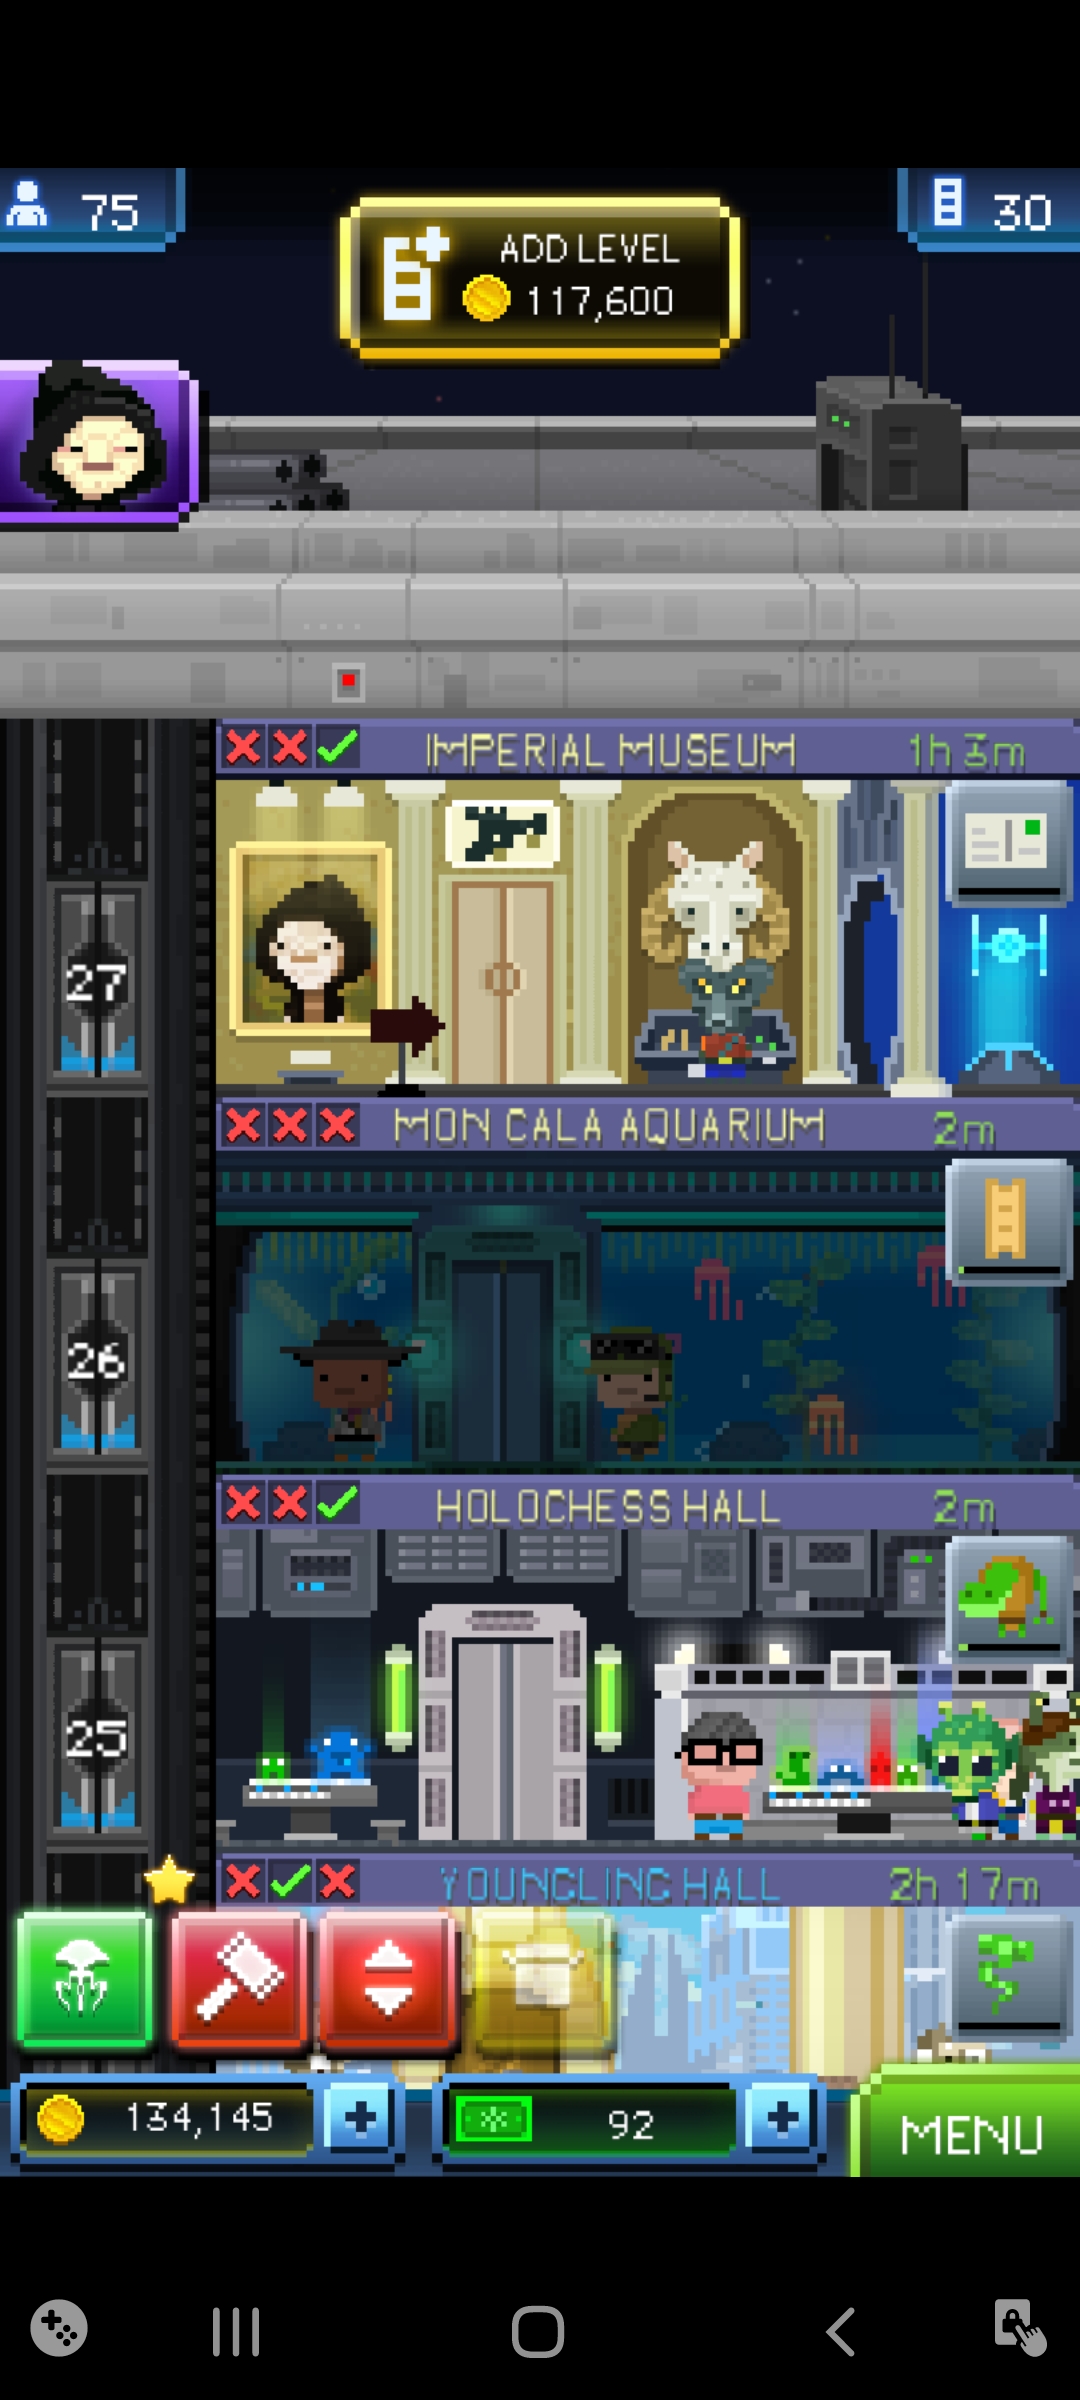 75
ADD LEVEL
117,600
30
IMPERIAL MUSEUM 1h 3m
27
MON CALA AQUARIUM 2m
26
HOLOCHESS HALL 2m
25
YOUNGLING HALL 2h 17m
134,145
92
MENU